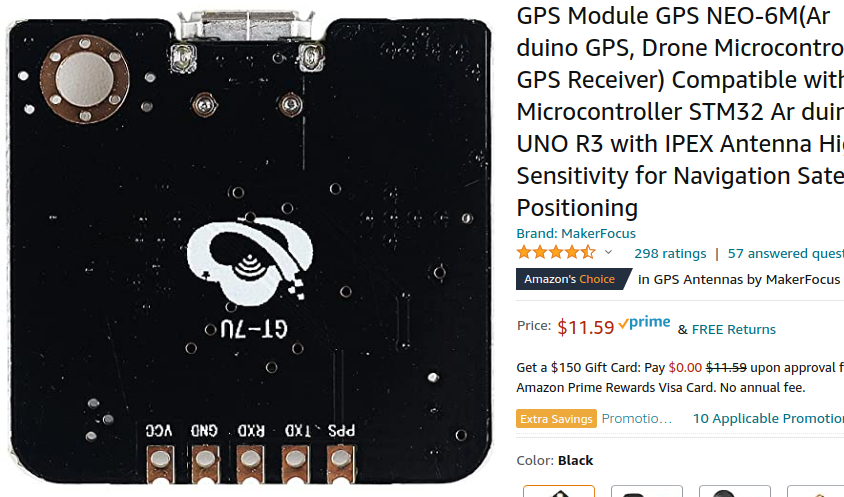 GT-7U
VCC GND RXD TXD PPS
GPS Module GPS NEO-6M(Ar
duino GPS, Drone Microcontro
GPS Receiver) Compatible with
Microcontroller STM32 Ar duin
UNO R3 with IPEX Antenna Hi
Sensitivity for Navigation Sate
Positioning
Brand: MakerFocus
298 ratings | 57 answered quest
Amazon's Choice in GPS Antennas by MakerFocus
Price: $11.59 prime & FREE Returns
Get a $150 Gift Card: Pay $0.00 $11.59 upon approval f
Amazon Prime Rewards Visa Card. No annual fee.
Extra Savings Promotio... 10 Applicable Promotion
Color: Black